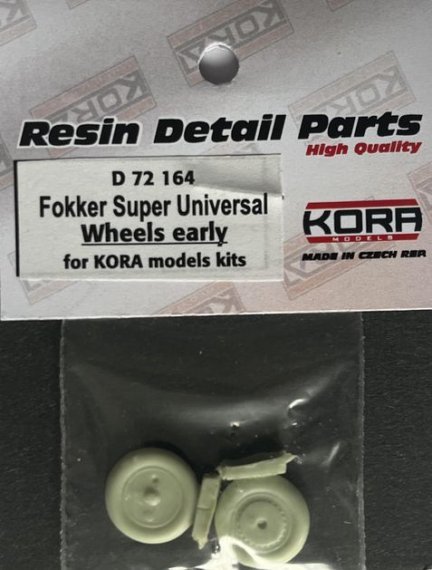 Resin Detail Parts
High Quality
D 72 164
Fokker Super Universal
Wheels early
for KORA models kits
KORA
MODELS
MADE IN CZECH REP